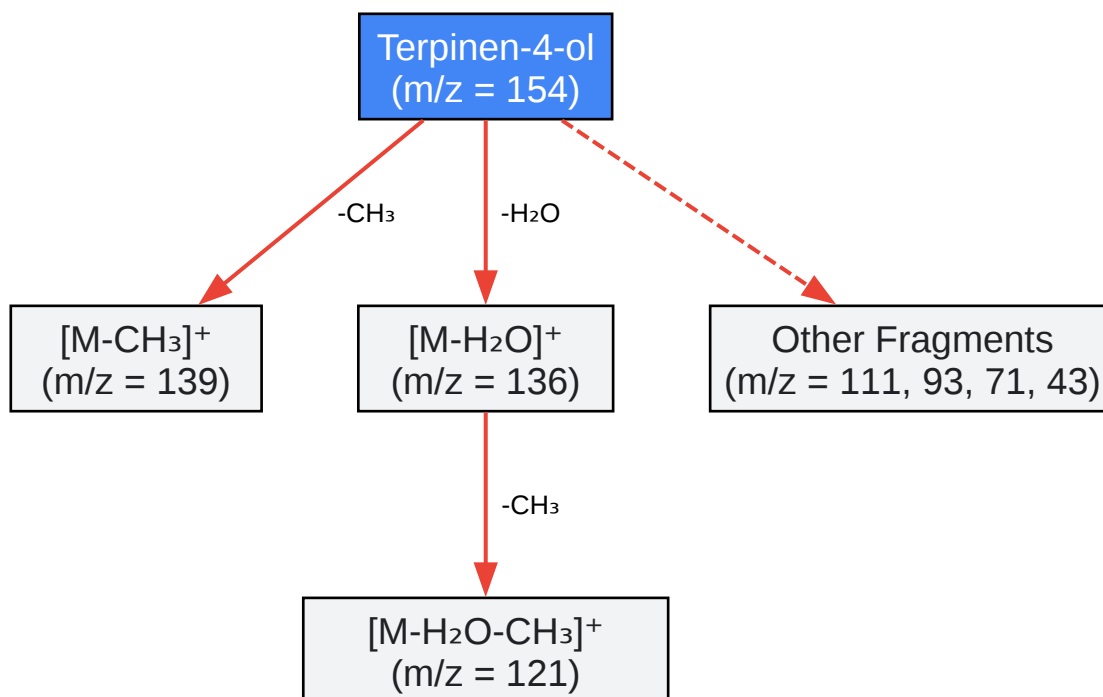 Terpinen-4-ol
(m/z = 154)
-CH₃
-H₂O
[M-CH₃]⁺
(m/z = 139)
[M-H₂O]⁺
(m/z = 136)
Other Fragments
(m/z = 111, 93, 71, 43)
-CH₃
[M-H₂O-CH₃]⁺
(m/z = 121)